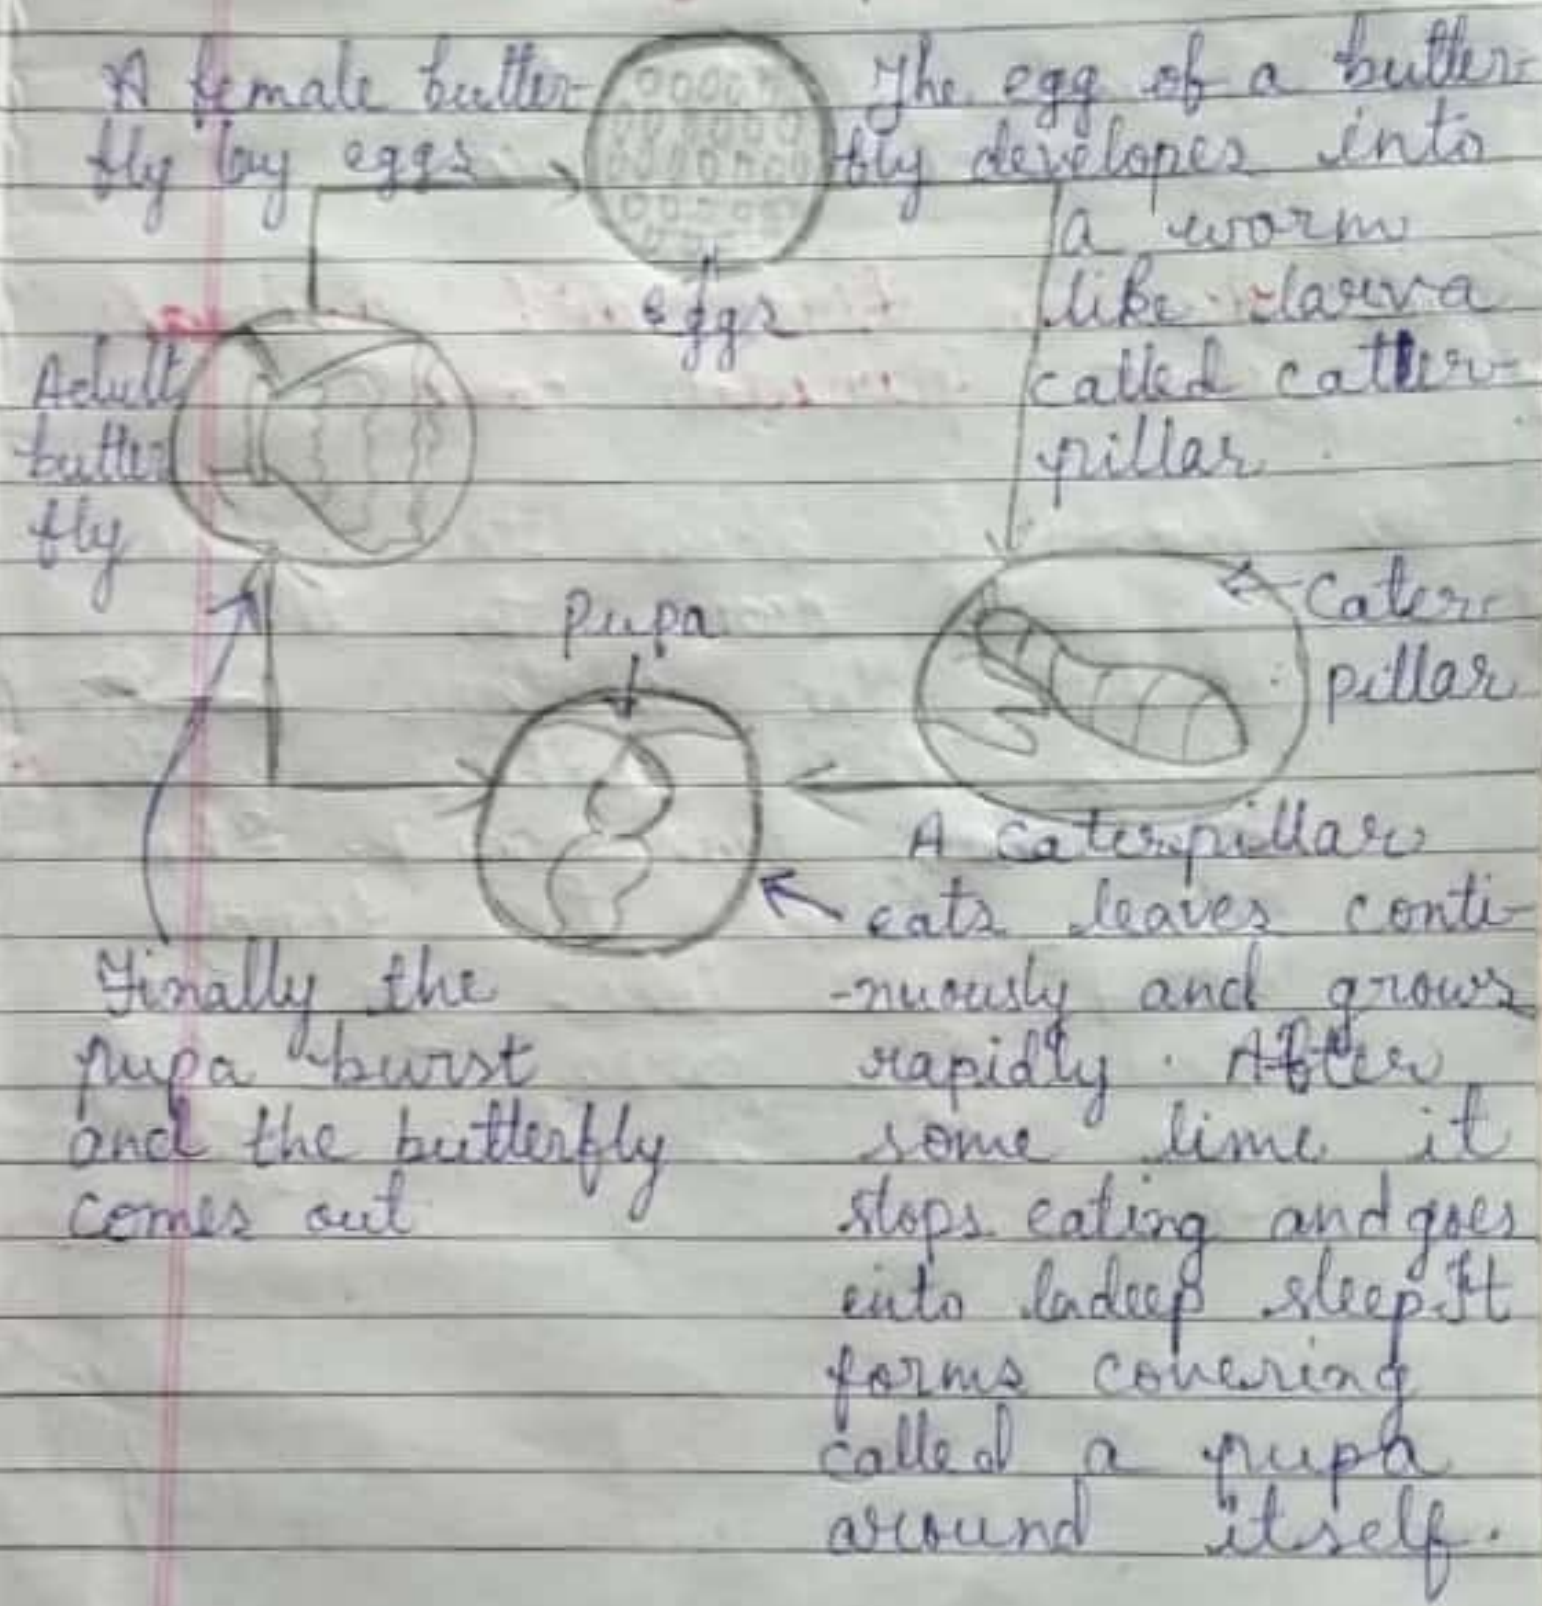 A female butter-
fly lay eggs
The egg of a butter-
fly developes into
a worm
like larva
called catter-
pillar
eggs
Adult
butter
fly
Cater-
pillar
Pupa
A caterpillar
eats leaves conti-
-nuously and grows
rapidly. After
some time it
stops eating and goes
into adeep sleep. It
forms covering
called a pupa
around itself.
Finally the
pupa burst
and the butterfly
comes out